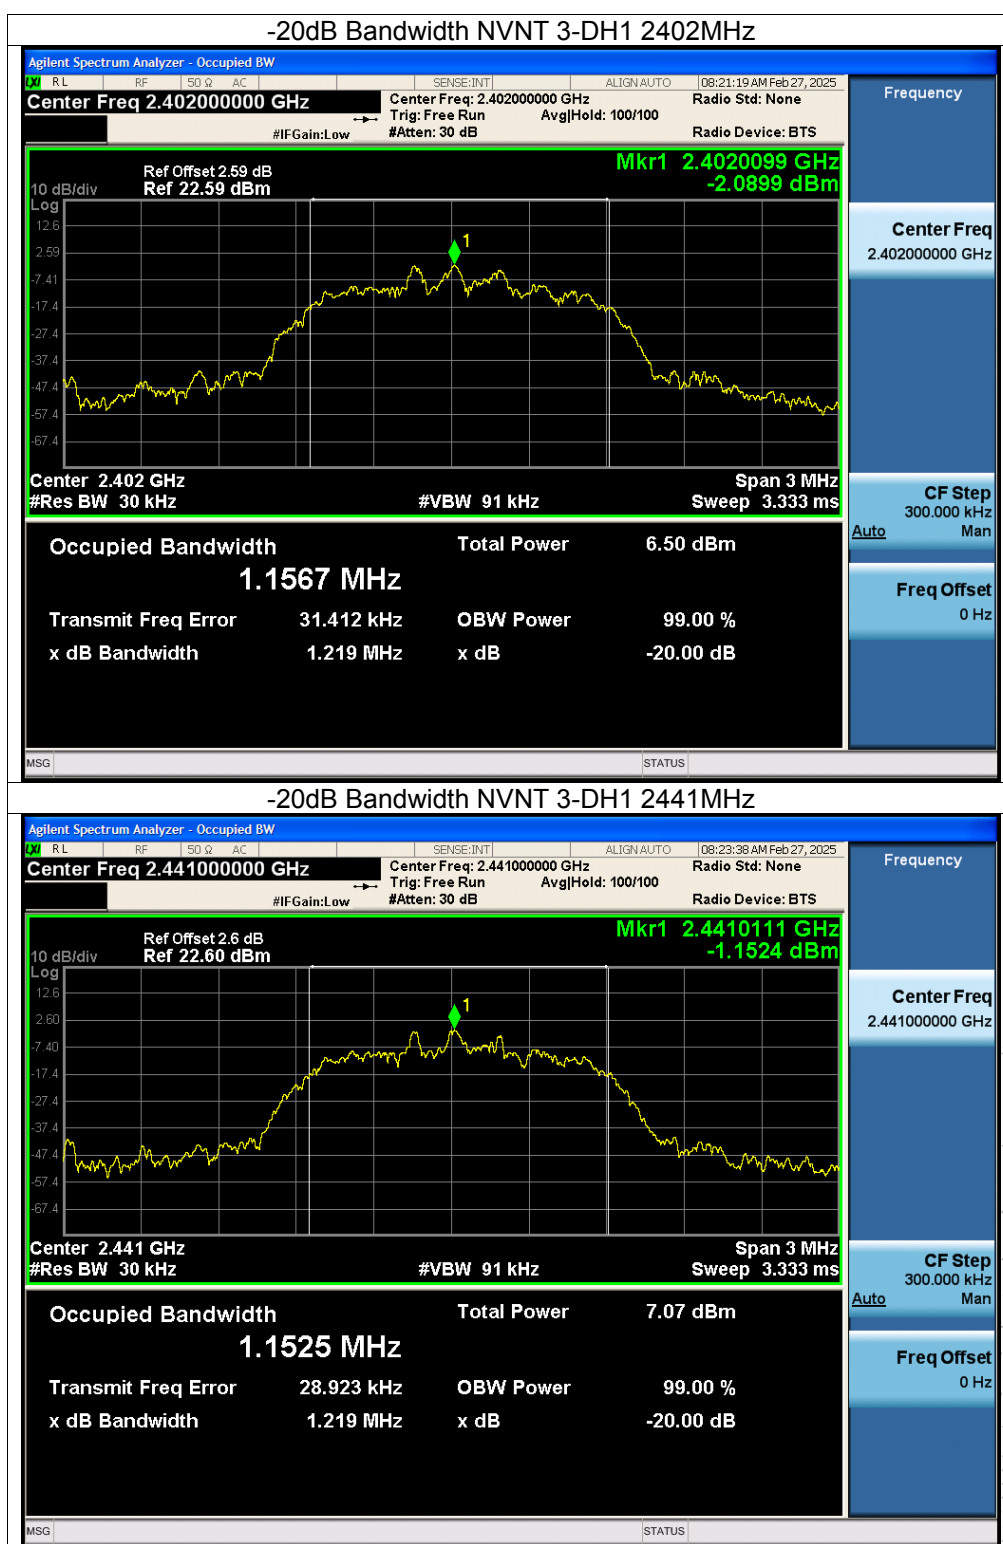 -20dB Bandwidth NVNT 3-DH1 2402MHz
Agilent Spectrum Analyzer - Occupied BW
LXI RL RF 50 Ω AC SENSE:INT ALIGN AUTO 08:21:19 AM Feb 27, 2025
Center Freq 2.402000000 GHz Center Freq: 2.402000000 GHz Radio Std: None Frequency
Trig: Free Run Avg|Hold: 100/100
#IFGain:Low #Atten: 30 dB Radio Device: BTS
Mkr1 2.4020099 GHz
Ref Offset 2.59 dB
10 dB/div Ref 22.59 dBm -2.0899 dBm
Log
12.6
1
2.59
-7.41
-17.4
-27.4
-37.4
-47.4
-57.4
-67.4
Center Freq
2.402000000 GHz
Center 2.402 GHz Span 3 MHz
#Res BW 30 kHz #VBW 91 kHz Sweep 3.333 ms
CF Step
300.000 kHz
Auto Man
Occupied Bandwidth Total Power 6.50 dBm
1.1567 MHz
Freq Offset
0 Hz
Transmit Freq Error 31.412 kHz OBW Power 99.00 %
x dB Bandwidth 1.219 MHz x dB -20.00 dB
MSG STATUS
-20dB Bandwidth NVNT 3-DH1 2441MHz
Agilent Spectrum Analyzer - Occupied BW
LXI RL RF 50 Ω AC SENSE:INT ALIGN AUTO 08:23:38 AM Feb 27, 2025
Center Freq 2.441000000 GHz Center Freq: 2.441000000 GHz Radio Std: None Frequency
Trig: Free Run Avg|Hold: 100/100
#IFGain:Low #Atten: 30 dB Radio Device: BTS
Mkr1 2.4410111 GHz
Ref Offset 2.6 dB
10 dB/div Ref 22.60 dBm -1.1524 dBm
Log
12.6
1
2.60
-7.40
-17.4
-27.4
-37.4
-47.4
-57.4
-67.4
Center Freq
2.441000000 GHz
Center 2.441 GHz Span 3 MHz
#Res BW 30 kHz #VBW 91 kHz Sweep 3.333 ms
CF Step
300.000 kHz
Auto Man
Occupied Bandwidth Total Power 7.07 dBm
1.1525 MHz
Freq Offset
0 Hz
Transmit Freq Error 28.923 kHz OBW Power 99.00 %
x dB Bandwidth 1.219 MHz x dB -20.00 dB
MSG STATUS